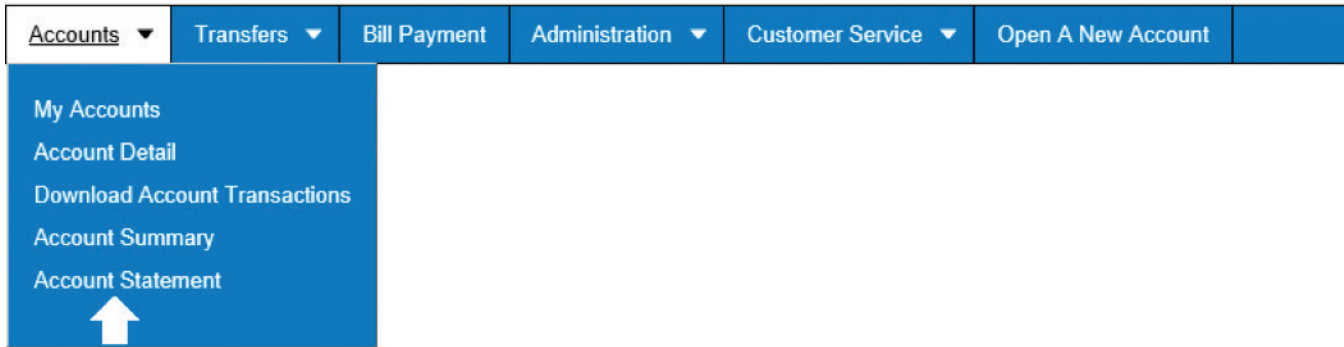 Accounts Transfers Bill Payment Administration Customer Service Open A New Account
My Accounts
Account Detail
Download Account Transactions
Account Summary
Account Statement